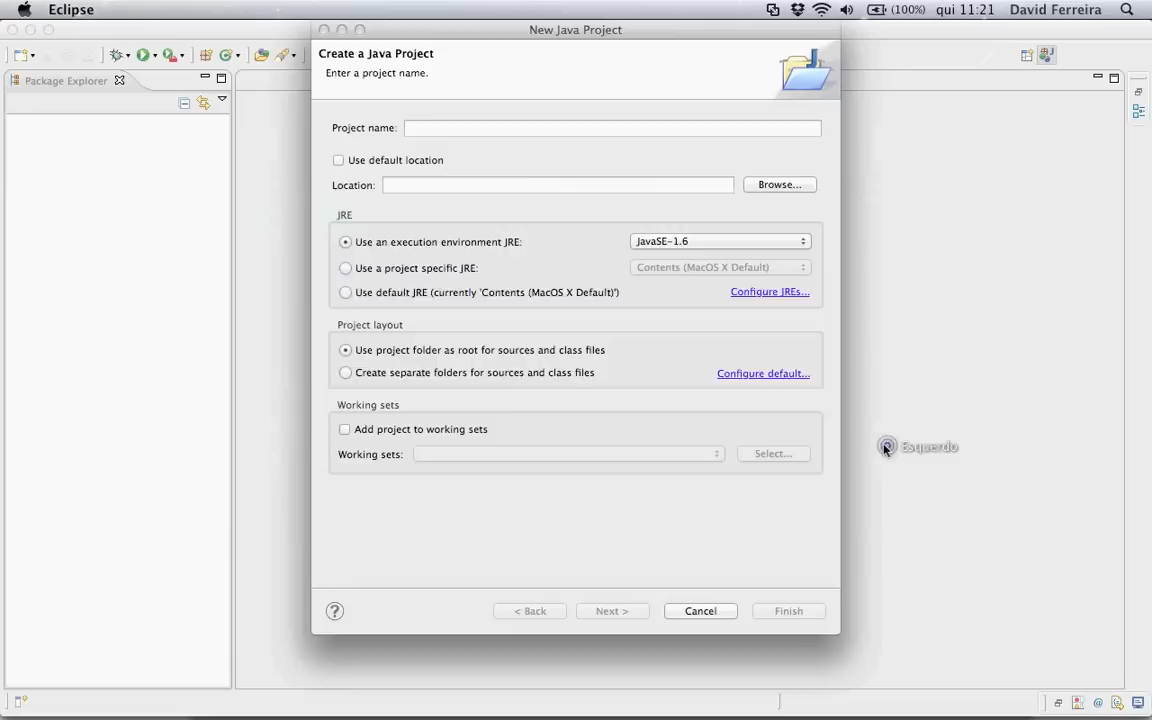 Eclipse
(100%)
qui 11:21
David Ferreira
New Java Project
Package Explorer
Create a Java Project
Enter a project name.
Project name:
Use default location
Location:
Browse...
JRE
Use an execution environment JRE:
JavaSE-1.6
Use a project specific JRE:
Contents (MacOS X Default)
Use default JRE (currently 'Contents (MacOS X Default)')
Configure JREs...
Project layout
Use project folder as root for sources and class files
Create separate folders for sources and class files
Configure default...
Working sets
Add project to working sets
Working sets:
Select...
Esquerdo
?
< Back
Next >
Cancel
Finish